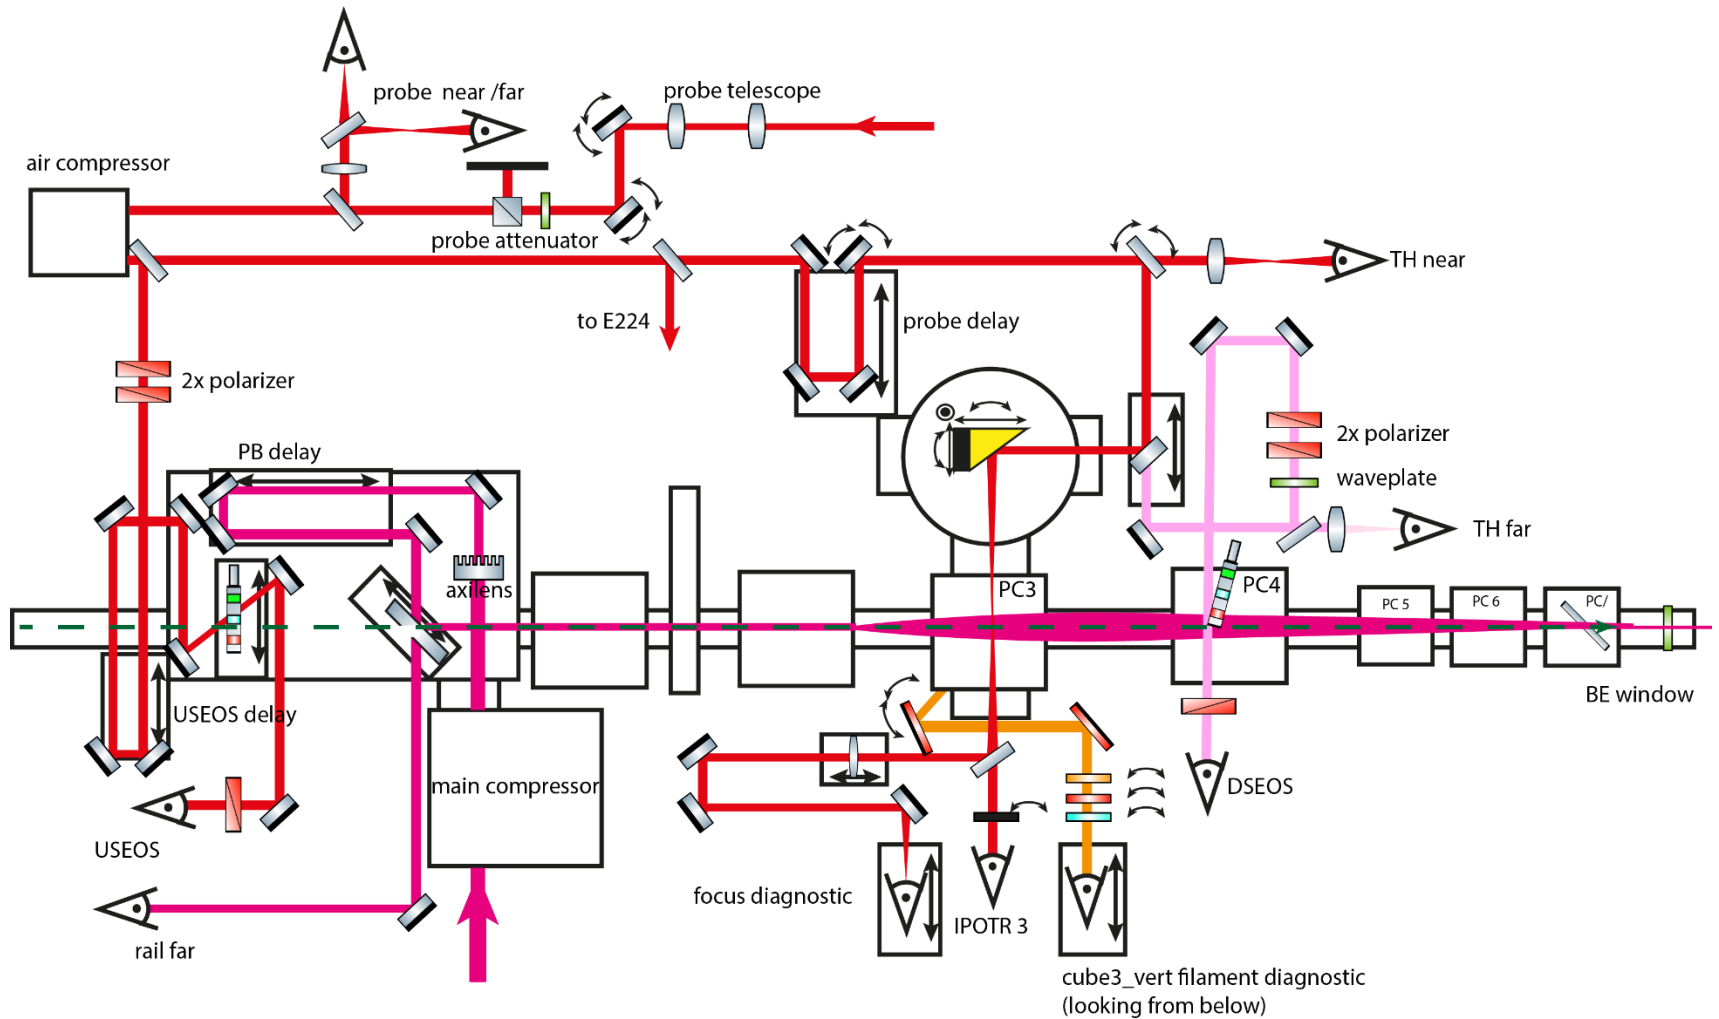 probe near /far
probe telescope
air compressor
probe attenuator
TH near
to E224
probe delay
2x polarizer
2x polarizer
PB delay
waveplate
TH far
axilens
PC3
PC4
PC 5
PC 6
PC/
BE window
USEOS delay
main compressor
DSEOS
USEOS
focus diagnostic
IPOTR 3
rail far
cube3_vert filament diagnostic
(looking from below)